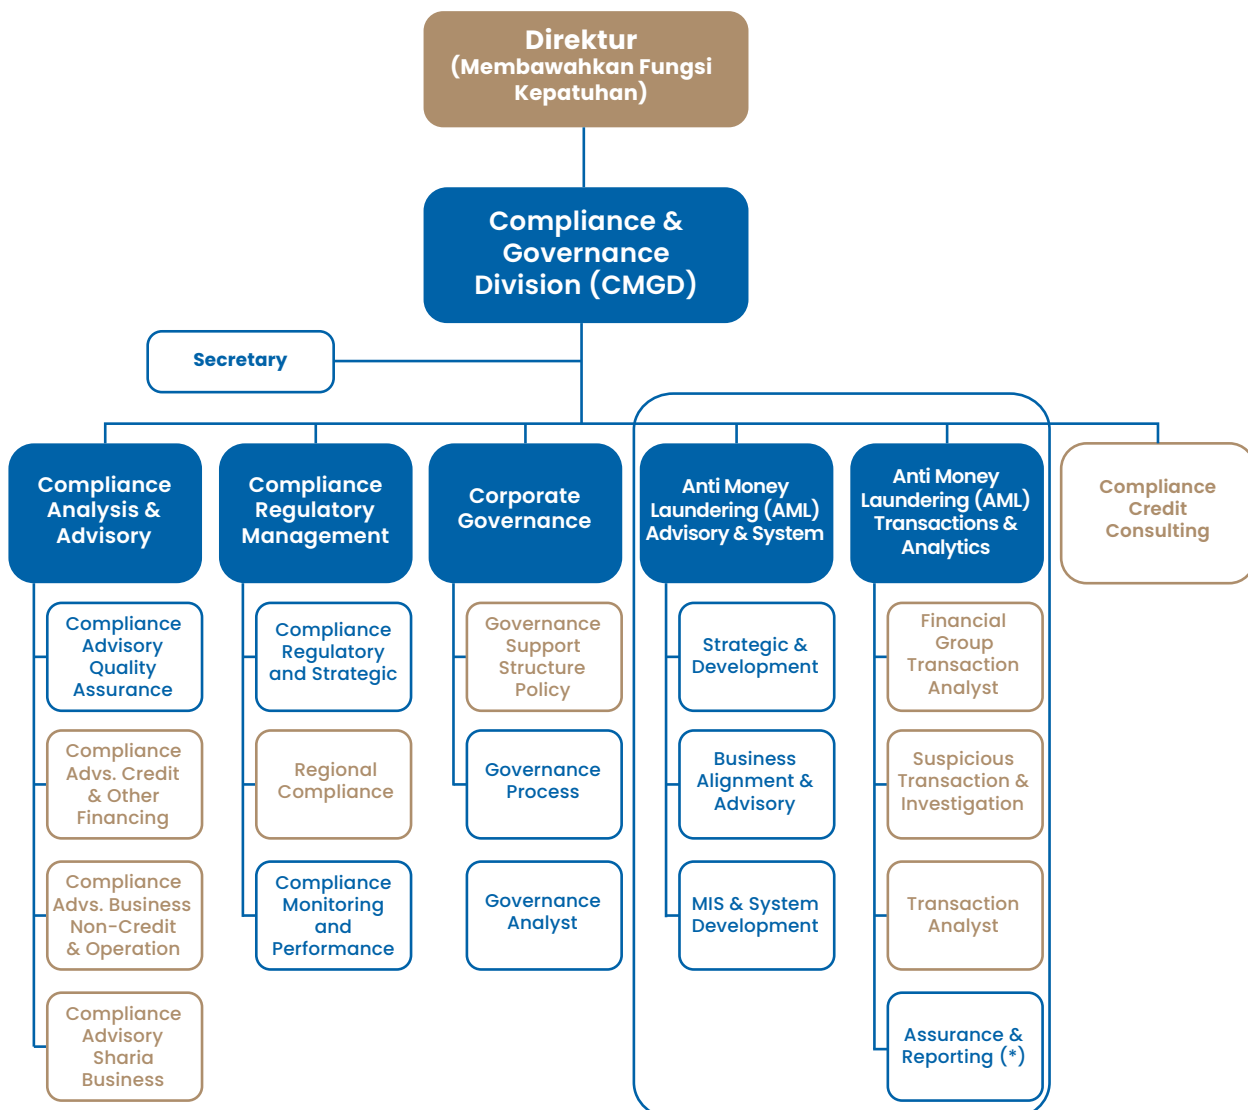 Direktur
(Membawahkan Fungsi
Kepatuhan)
Compliance &
Governance
Division (CMGD)
Secretary
Compliance
Analysis &
Advisory
Compliance
Regulatory
Management
Corporate
Governance
Anti Money
Laundering (AML)
Advisory & System
Anti Money
Laundering (AML)
Transactions &
Analytics
Compliance
Credit
Consulting
Compliance
Advisory
Quality
Assurance
Compliance
Advs. Credit
& Other
Financing
Compliance
Advs. Business
Non-Credit
& Operation
Compliance
Advisory
Sharia
Business
Compliance
Regulatory
and Strategic
Regional
Compliance
Compliance
Monitoring
and
Performance
Governance
Support
Structure
Policy
Governance
Process
Governance
Analyst
Strategic &
Development
Business
Alignment &
Advisory
MIS & System
Development
Financial
Group
Transaction
Analyst
Suspicious
Transaction &
Investigation
Transaction
Analyst
Assurance &
Reporting (*)